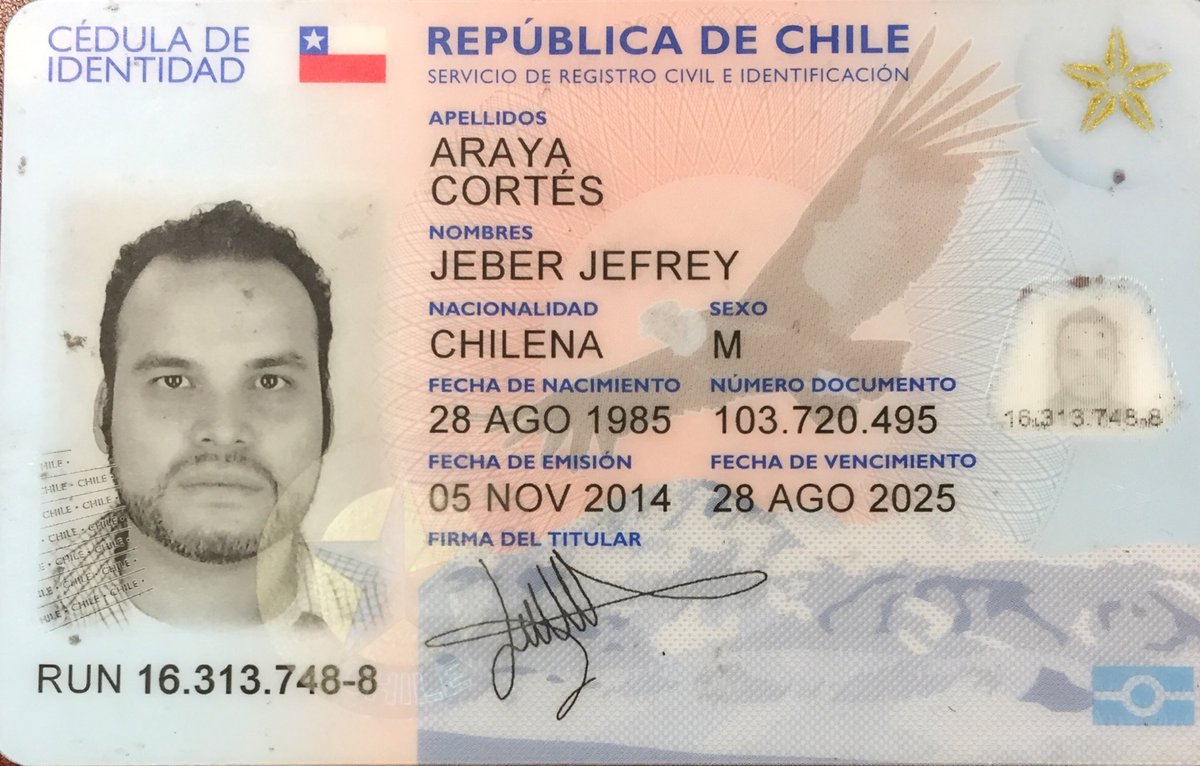 CÉDULA DE
IDENTIDAD
REPÚBLICA DE CHILE
SERVICIO DE REGISTRO CIVIL E IDENTIFICACIÓN
APELLIDOS
ARAYA
CORTÉS
NOMBRES
JEBER JEFREY
NACIONALIDAD SEXO
CHILENA M
FECHA DE NACIMIENTO NÚMERO DOCUMENTO
28 AGO 1985 103.720.495
16.313.748-8
FECHA DE EMISIÓN FECHA DE VENCIMIENTO
05 NOV 2014 28 AGO 2025
FIRMA DEL TITULAR
CHILE • CHILE
CHILE • CHILE
CHILE • CHILE
RUN 16.313.748-8